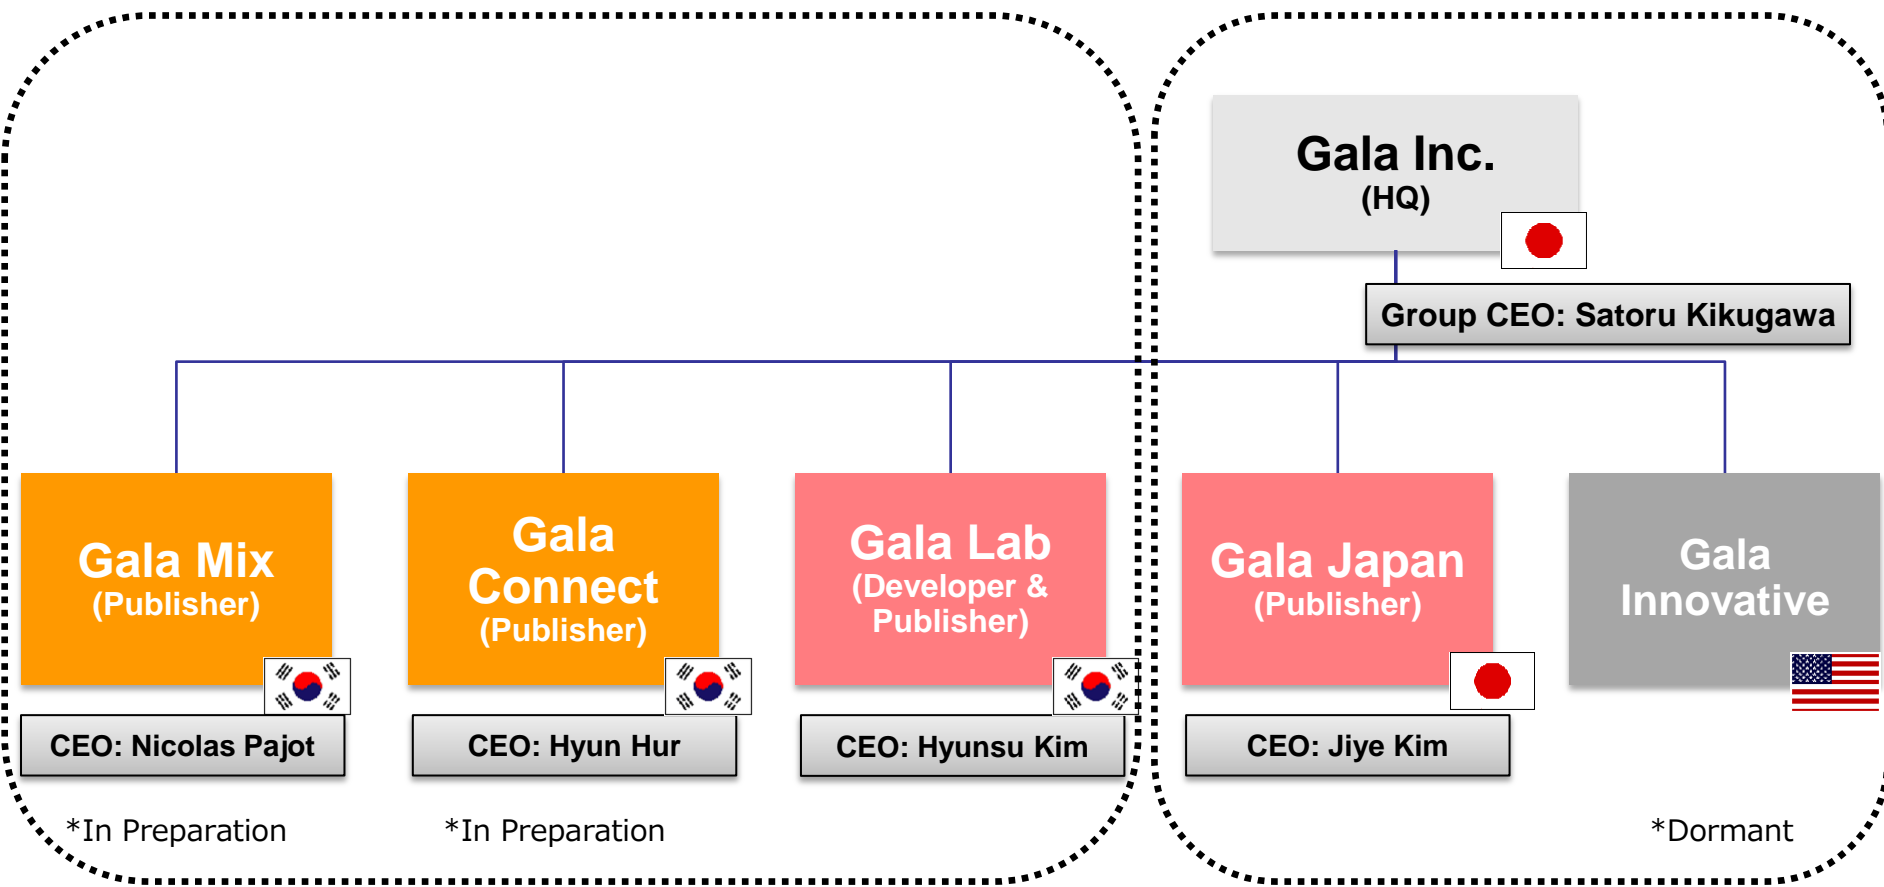 Gala Inc.
(HQ)
Group CEO: Satoru Kikugawa
Gala Mix
(Publisher)
CEO: Nicolas Pajot
*In Preparation
Gala
Connect
(Publisher)
CEO: Hyun Hur
*In Preparation
Gala Lab
(Developer &
Publisher)
CEO: Hyunsu Kim
Gala Japan
(Publisher)
CEO: Jiye Kim
Gala
Innovative
*Dormant